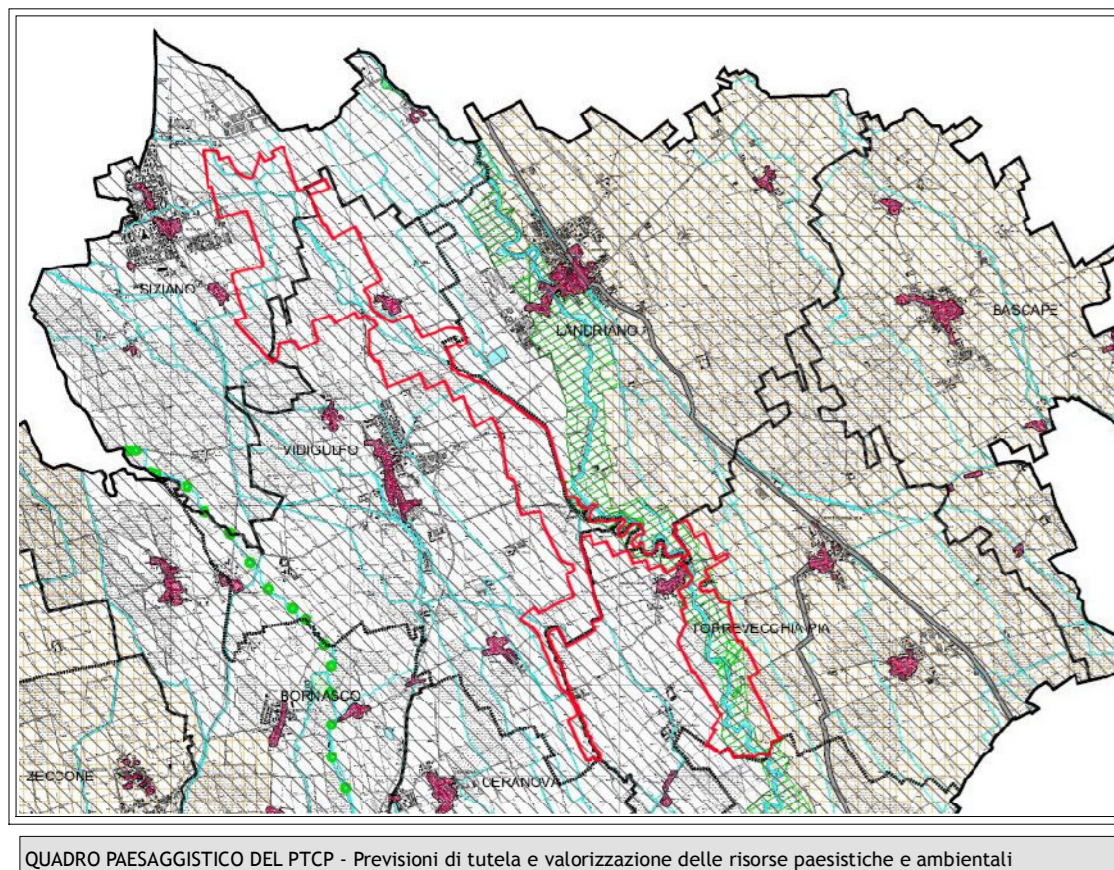 SIZIANO
LANDRIANO
BASCAPE
VIDIGULFO
TORREVECCHIA PIA
BORNASCO
ZECCONE
CERANOVA
QUADRO PAESAGGISTICO DEL PTCP - Previsioni di tutela e valorizzazione delle risorse paesistiche e ambientali